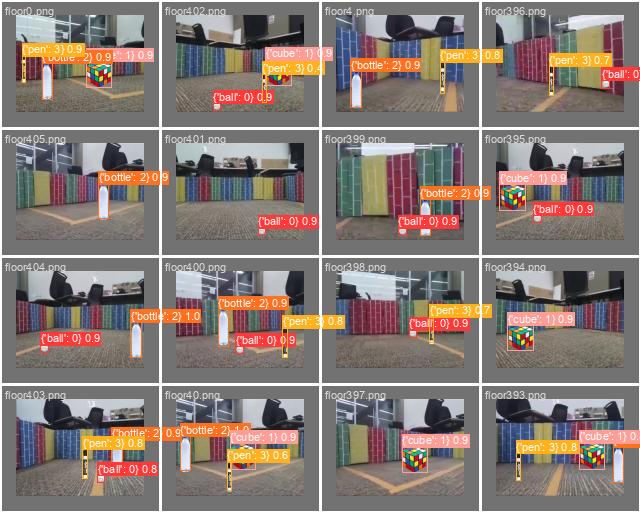 floor0.png
{'pen': 3} 0.9
{'bottle': 2} 0.9
: 1} 0.9
floor402.png
{'cube': 1} 0.9
{'pen': 3} 0.4
{'ball': 0} 0.9
floor4.png
{'pen': 3} 0.8
{'bottle': 2} 0.9
floor396.png
{'pen': 3} 0.7
{'ball': 0
floor405.png
{'bottle': 2} 0.9
floor401.png
{'ball': 0} 0.9
floor399.png
{'bottle': 2} 0.9
{'ball': 0} 0.9
floor395.png
{'cube': 1} 0.9
{'ball': 0} 0.9
floor404.png
{'bottle': 2} 1.0
{'ball': 0} 0.9
floor400.png
{'bottle': 2} 0.9
{'pen': 3} 0.8
{'ball': 0} 0.9
floor398.png
{'pen': 3} 0.7
{'ball': 0} 0.9
floor394.png
{'cube': 1} 0.9
floor403.png
{'bottle': 2} 0.9
{'pen': 3} 0.8
{'ball': 0} 0.8
floor40.png
{'bottle': 2} 1.0
{'cube': 1} 0.9
{'pen': 3} 0.6
floor397.png
{'cube': 1} 0.9
floor393.png
{'cube': 1} 0.
{'pen': 3} 0.8